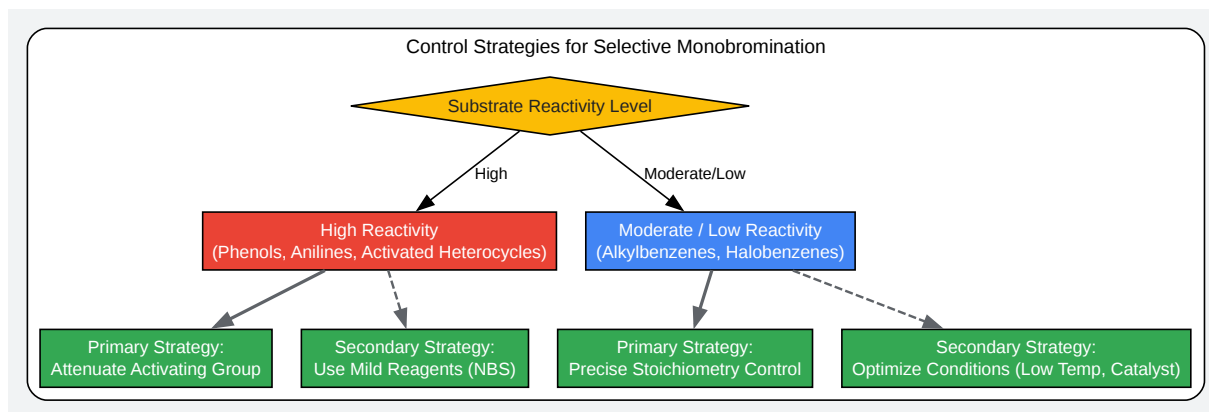 Control Strategies for Selective Monobromination
Substrate Reactivity Level
High
Moderate/Low
High Reactivity
(Phenols, Anilines, Activated Heterocycles)
Moderate / Low Reactivity
(Alkylbenzenes, Halobenzenes)
Primary Strategy:
Attenuate Activating Group
Secondary Strategy:
Use Mild Reagents (NBS)
Primary Strategy:
Precise Stoichiometry Control
Secondary Strategy:
Optimize Conditions (Low Temp, Catalyst)